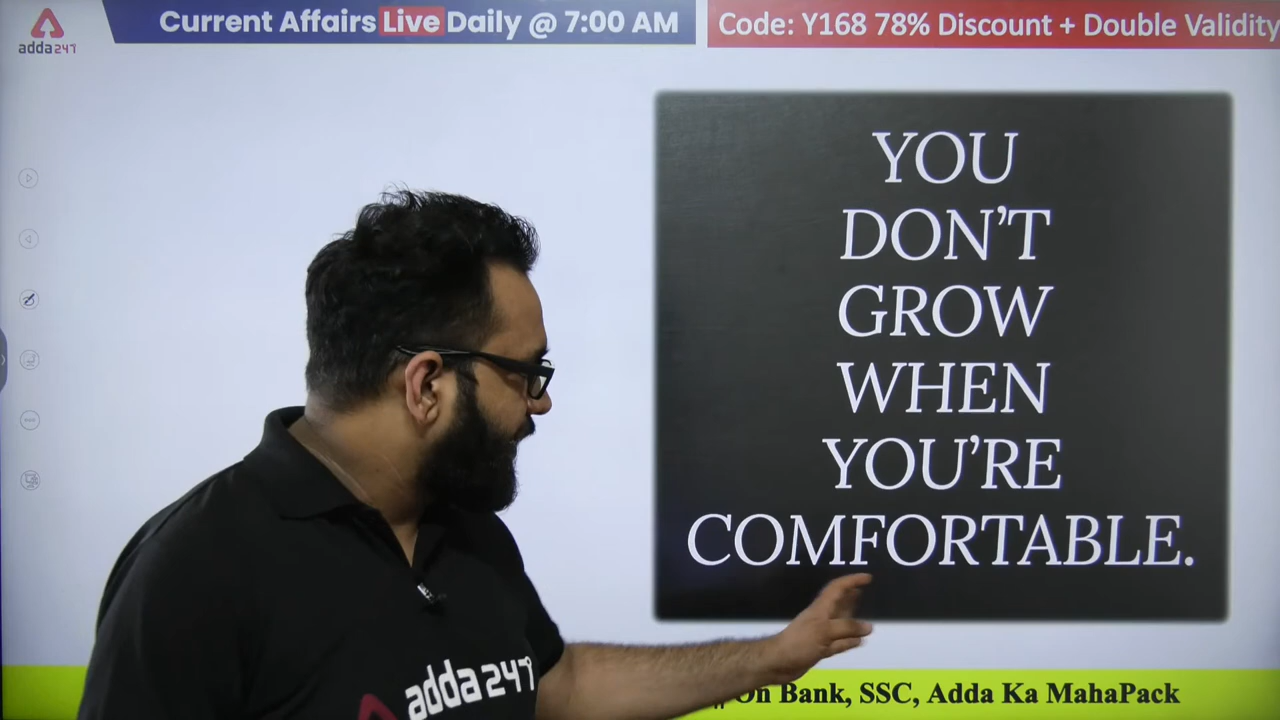 Current Affairs Live Daily @ 7:00 AM
Code: Y168 78% Discount + Double Validity
adda247
YOU
DON'T
GROW
WHEN
YOU'RE
COMFORTABLE.
adda247
On Bank, SSC, Adda Ka MahaPack